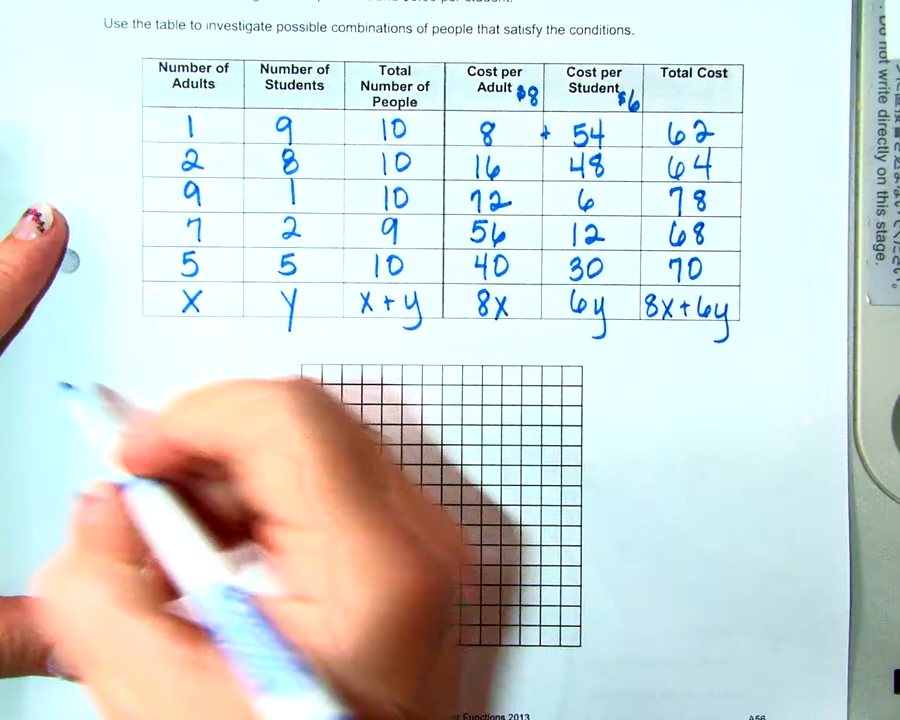 Use the table to investigate possible combinations of people that satisfy the conditions.
Number of Adults Number of Students Total Number of People Cost per Adult $8 Cost per Student $6 Total Cost
1 9 10 8 + 54 62
2 8 10 16 48 64
9 1 10 72 6 78
7 2 9 56 12 68
5 5 10 40 30 70
x y x + y 8x 6y 8x + 6y
Functions 2013
A56
. Do not write directly on this stage.